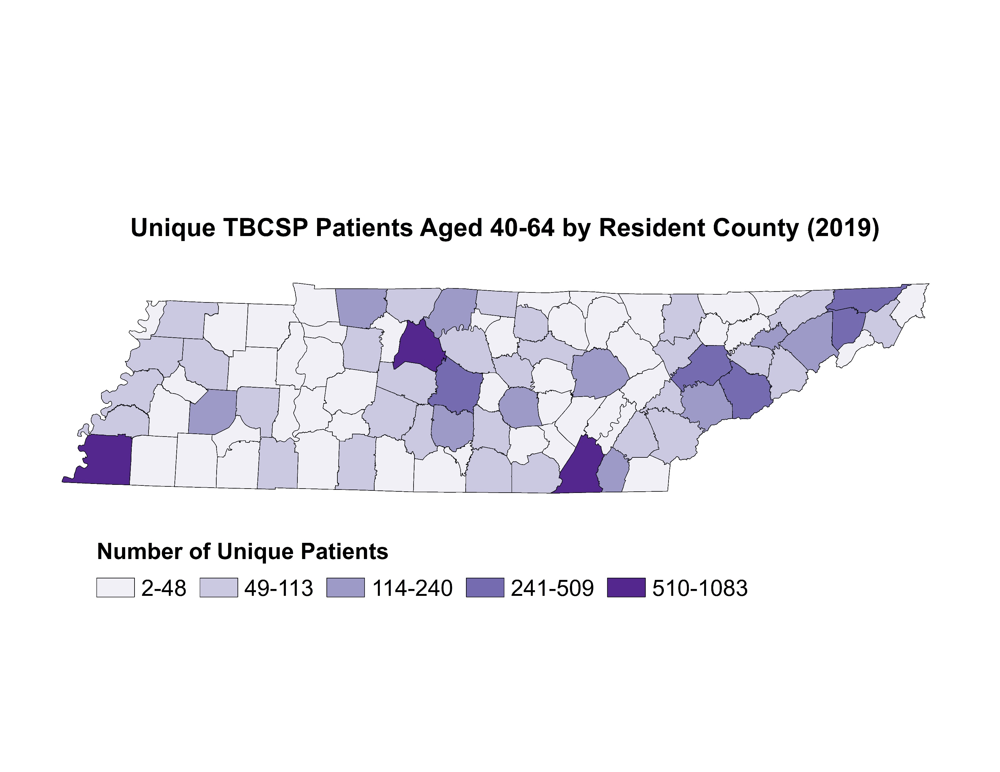 Unique TBCSP Patients Aged 40-64 by Resident County (2019)
Number of Unique Patients
2-48 49-113 114-240 241-509 510-1083